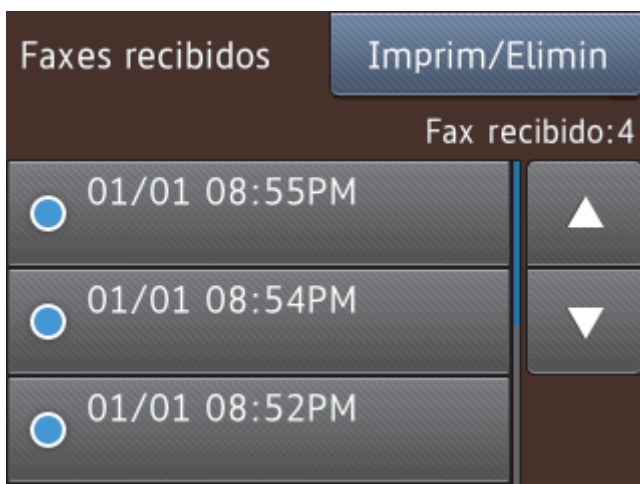 Faxes recibidos
Imprim/Elimin
Fax recibido:4
01/01 08:55PM
01/01 08:54PM
01/01 08:52PM